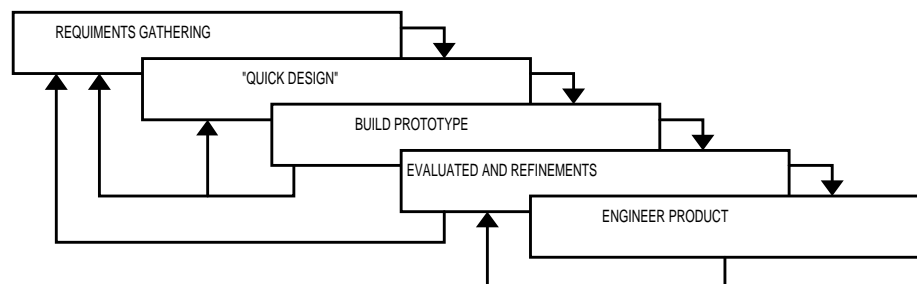 REQUIMENTS GATHERING
"QUICK DESIGN"
BUILD PROTOTYPE
EVALUATED AND REFINEMENTS
ENGINEER PRODUCT